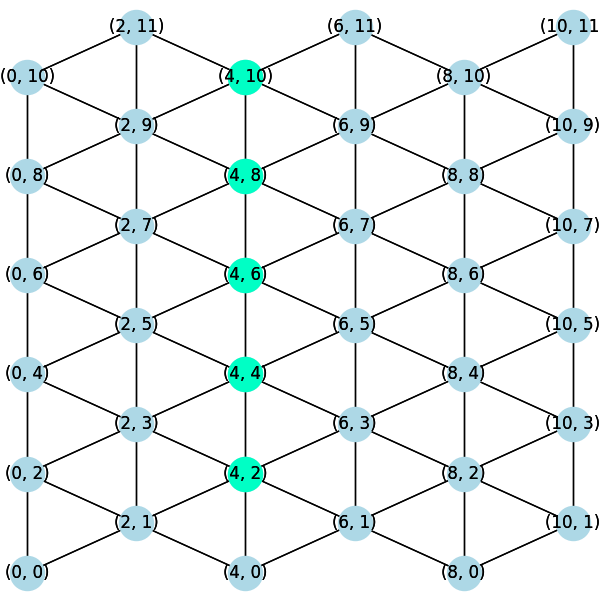 (2, 11) (6, 11) (10, 11
(0, 10) (4, 10) (8, 10)
(2, 9) (6, 9) (10, 9)
(0, 8) (4, 8) (8, 8)
(2, 7) (6, 7) (10, 7)
(0, 6) (4, 6) (8, 6)
(2, 5) (6, 5) (10, 5)
(0, 4) (4, 4) (8, 4)
(2, 3) (6, 3) (10, 3)
(0, 2) (4, 2) (8, 2)
(2, 1) (6, 1) (10, 1)
(0, 0) (4, 0) (8, 0)